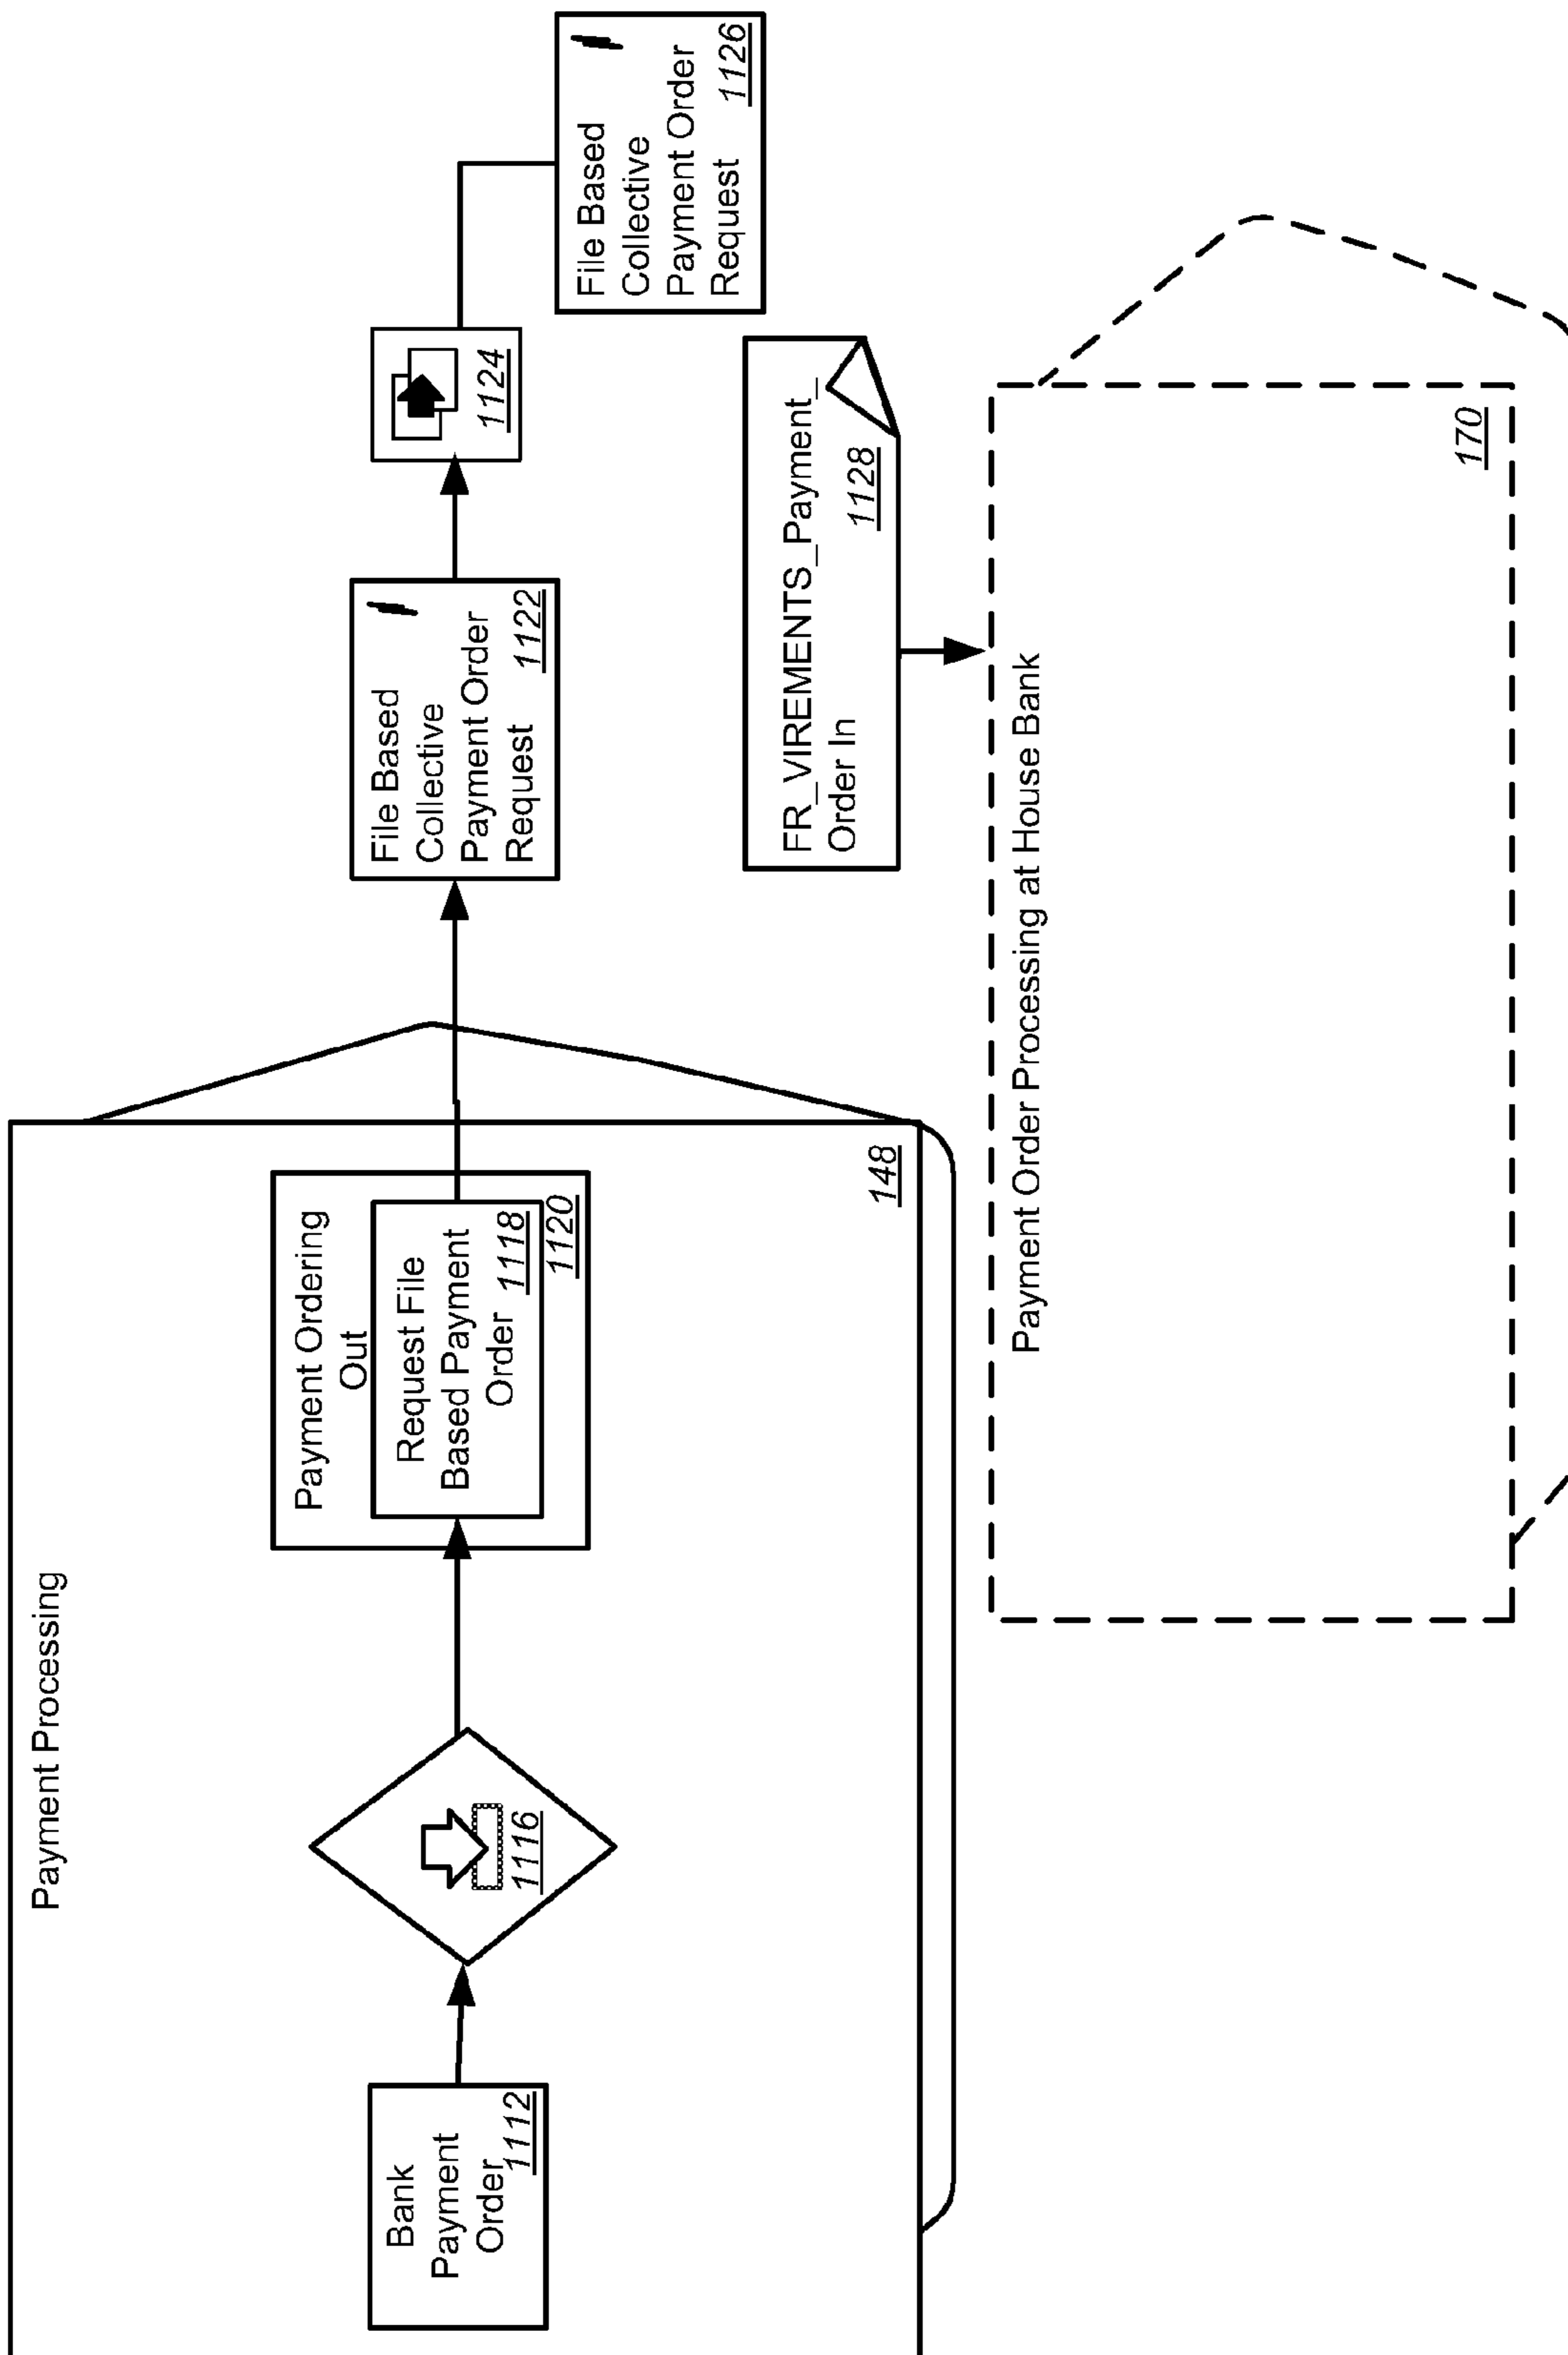 Payment Processing
Bank
Payment
Order
1112
1116
Payment Ordering
Out
Request File
Based Payment
Order 1118
1120
148
File Based
Collective
Payment Order
Request 1122
1124
File Based
Collective
Payment Order
Request 1126
FR_VIREMENTS_Payment_
Order In 1128
Payment Order Processing at House Bank
170